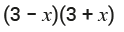 (3 − x)(3 + x)